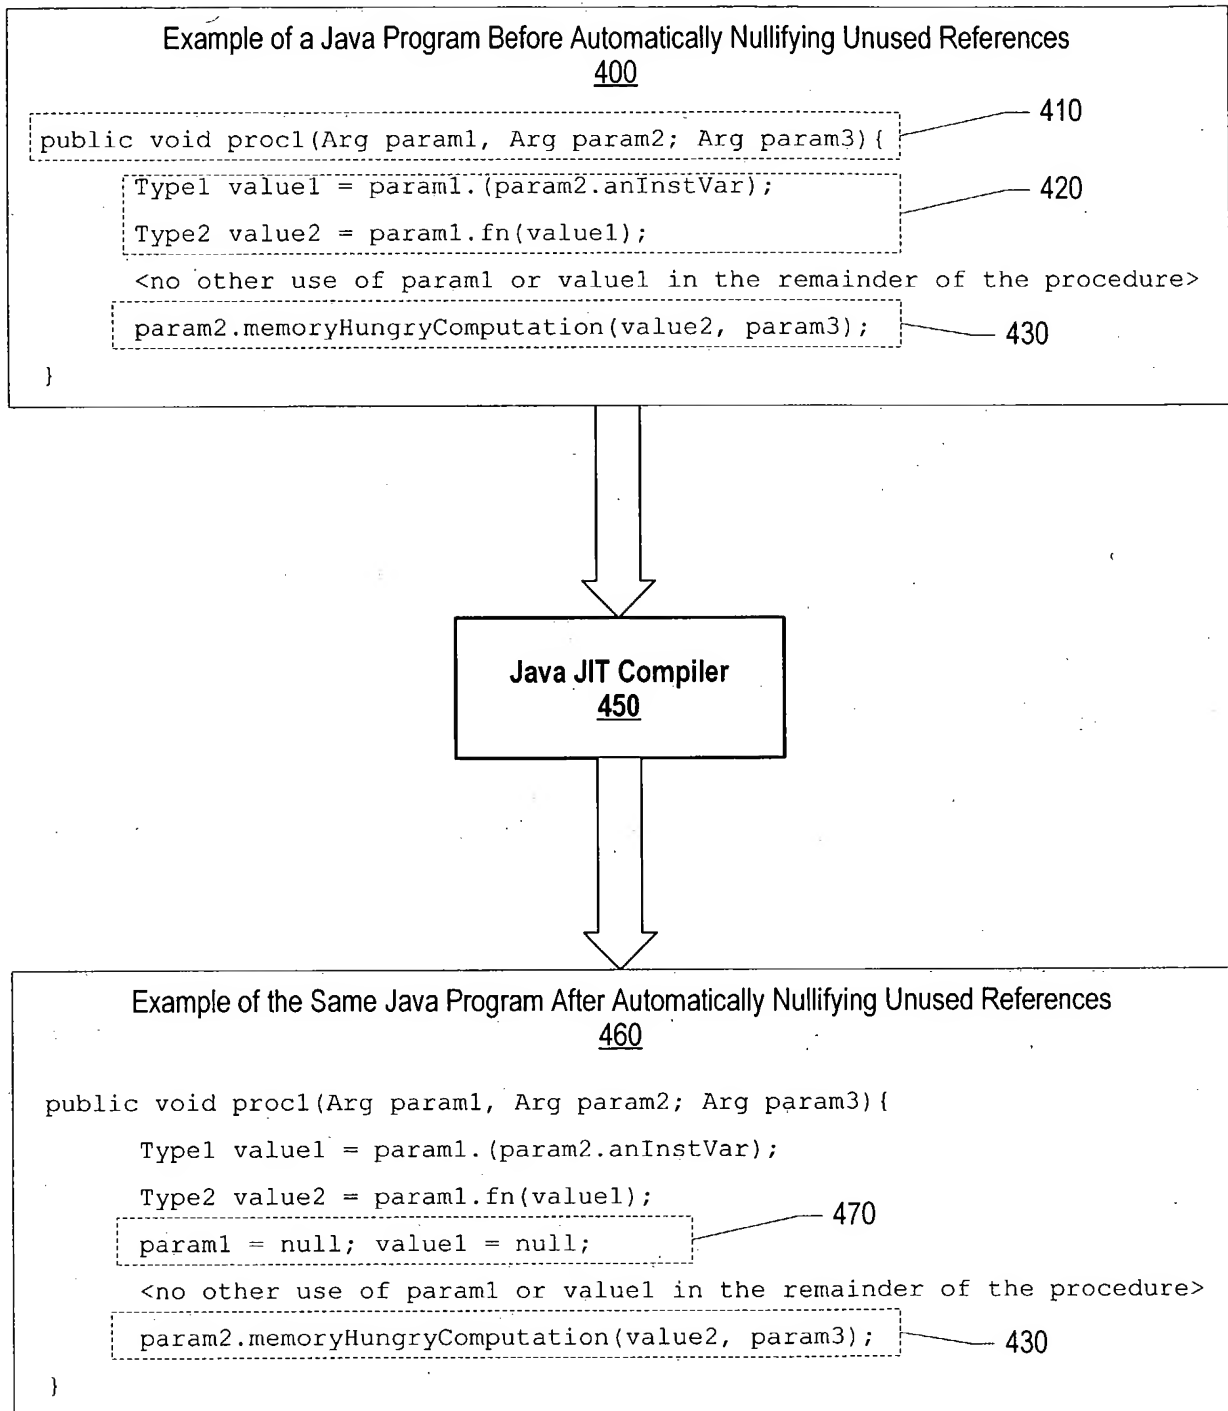 Example of a Java Program Before Automatically Nullifying Unused References
400
410
public void proc1(Arg param1, Arg param2; Arg param3){
Type1 value1 = param1.(param2.anInstVar);
420
Type2 value2 = param1.fn(value1);
<no other use of param1 or value1 in the remainder of the procedure>
param2.memoryHungryComputation(value2, param3);
430
}
Java JIT Compiler
450
Example of the Same Java Program After Automatically Nullifying Unused References
460
public void proc1(Arg param1, Arg param2; Arg param3){
Type1 value1 = param1.(param2.anInstVar);
Type2 value2 = param1.fn(value1);
470
param1 = null; value1 = null;
<no other use of param1 or value1 in the remainder of the procedure>
param2.memoryHungryComputation(value2, param3);
430
}